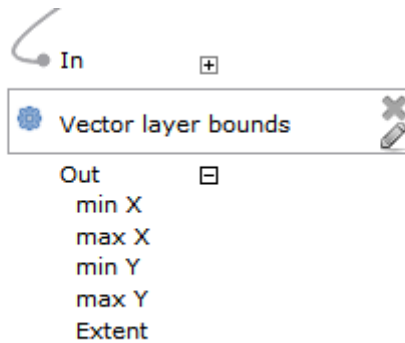 In
Vector layer bounds
Out
min X
max X
min Y
max Y
Extent